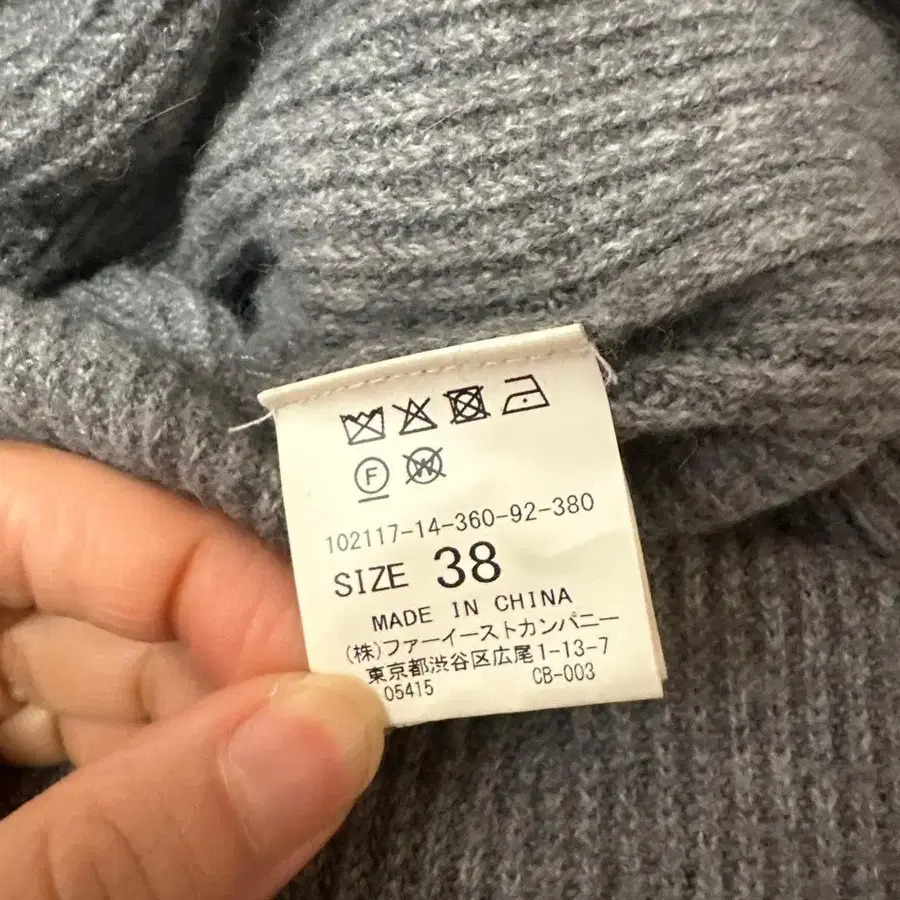 F W
102117-14-360-92-380
SIZE 38
MADE IN CHINA
(株)ファーイーストカンパニー
東京都渋谷区広尾1-13-7
05415 CB-003